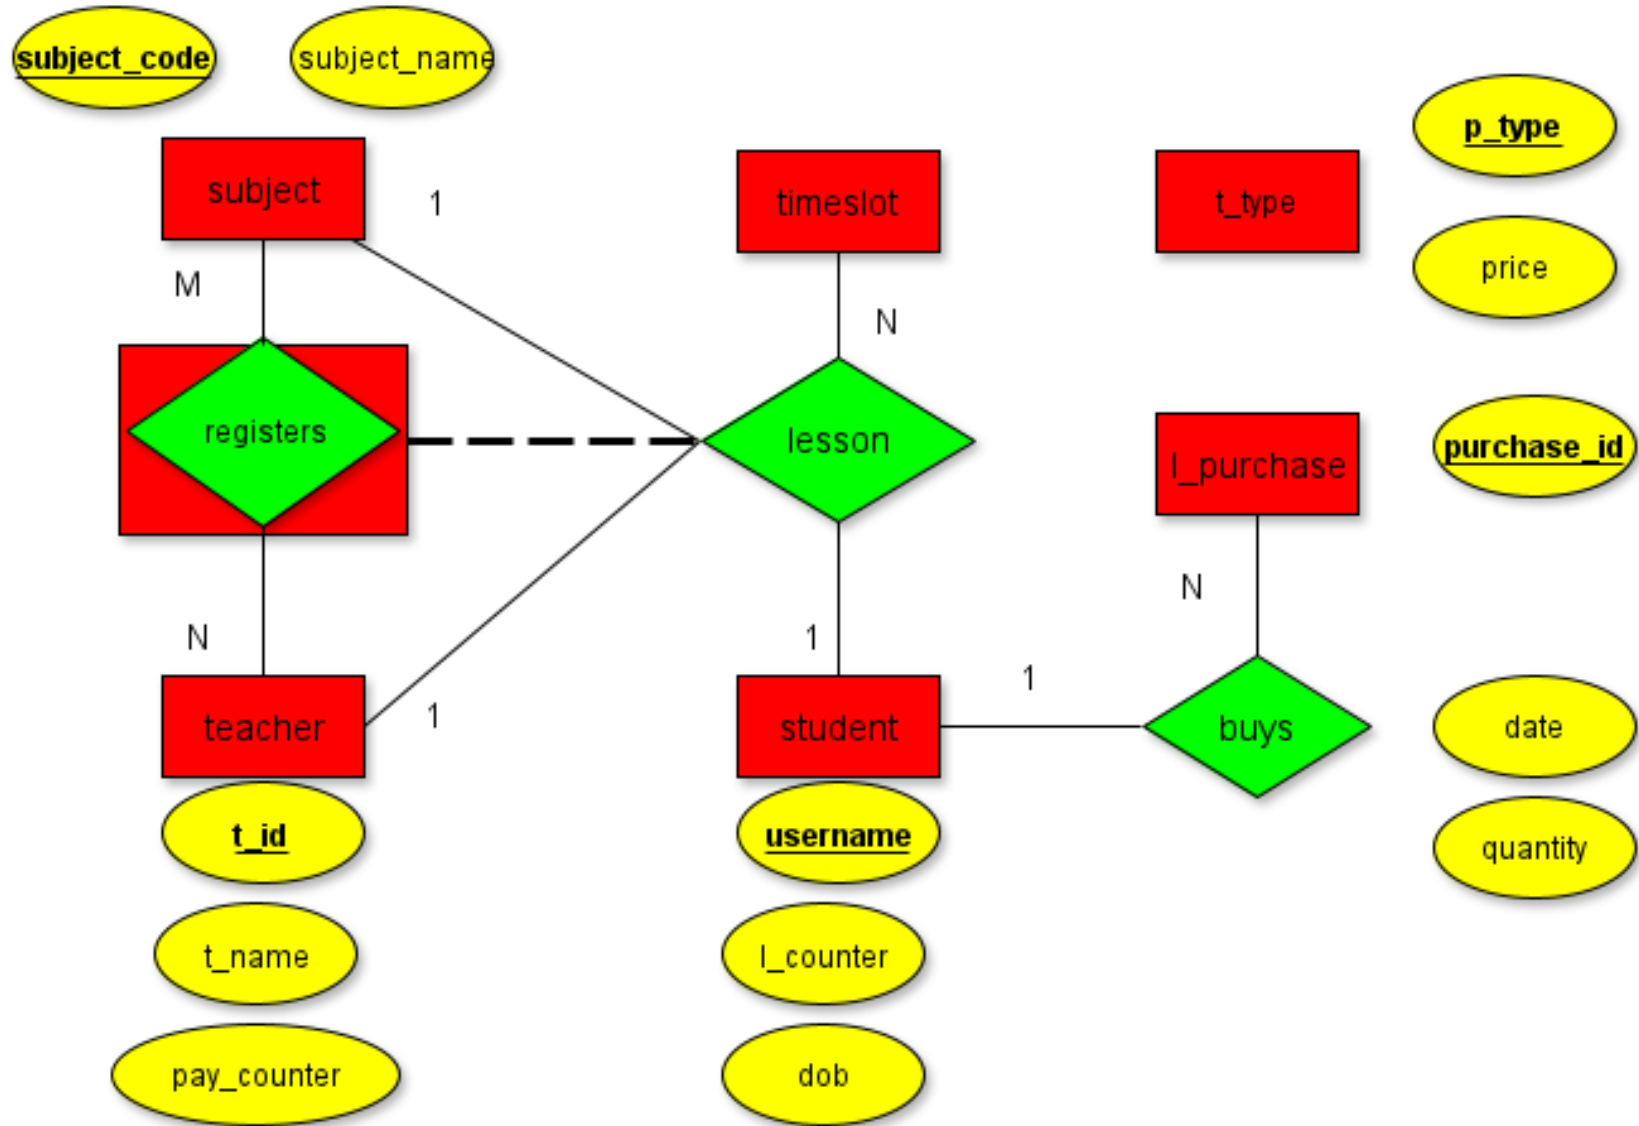 subject_code
subject_name
p_type
subject
1
timeslot
t_type
price
M
N
registers
lesson
l_purchase
purchase_id
N
N
1
1
teacher
1
student
buys
date
t_id
username
quantity
t_name
l_counter
pay_counter
dob